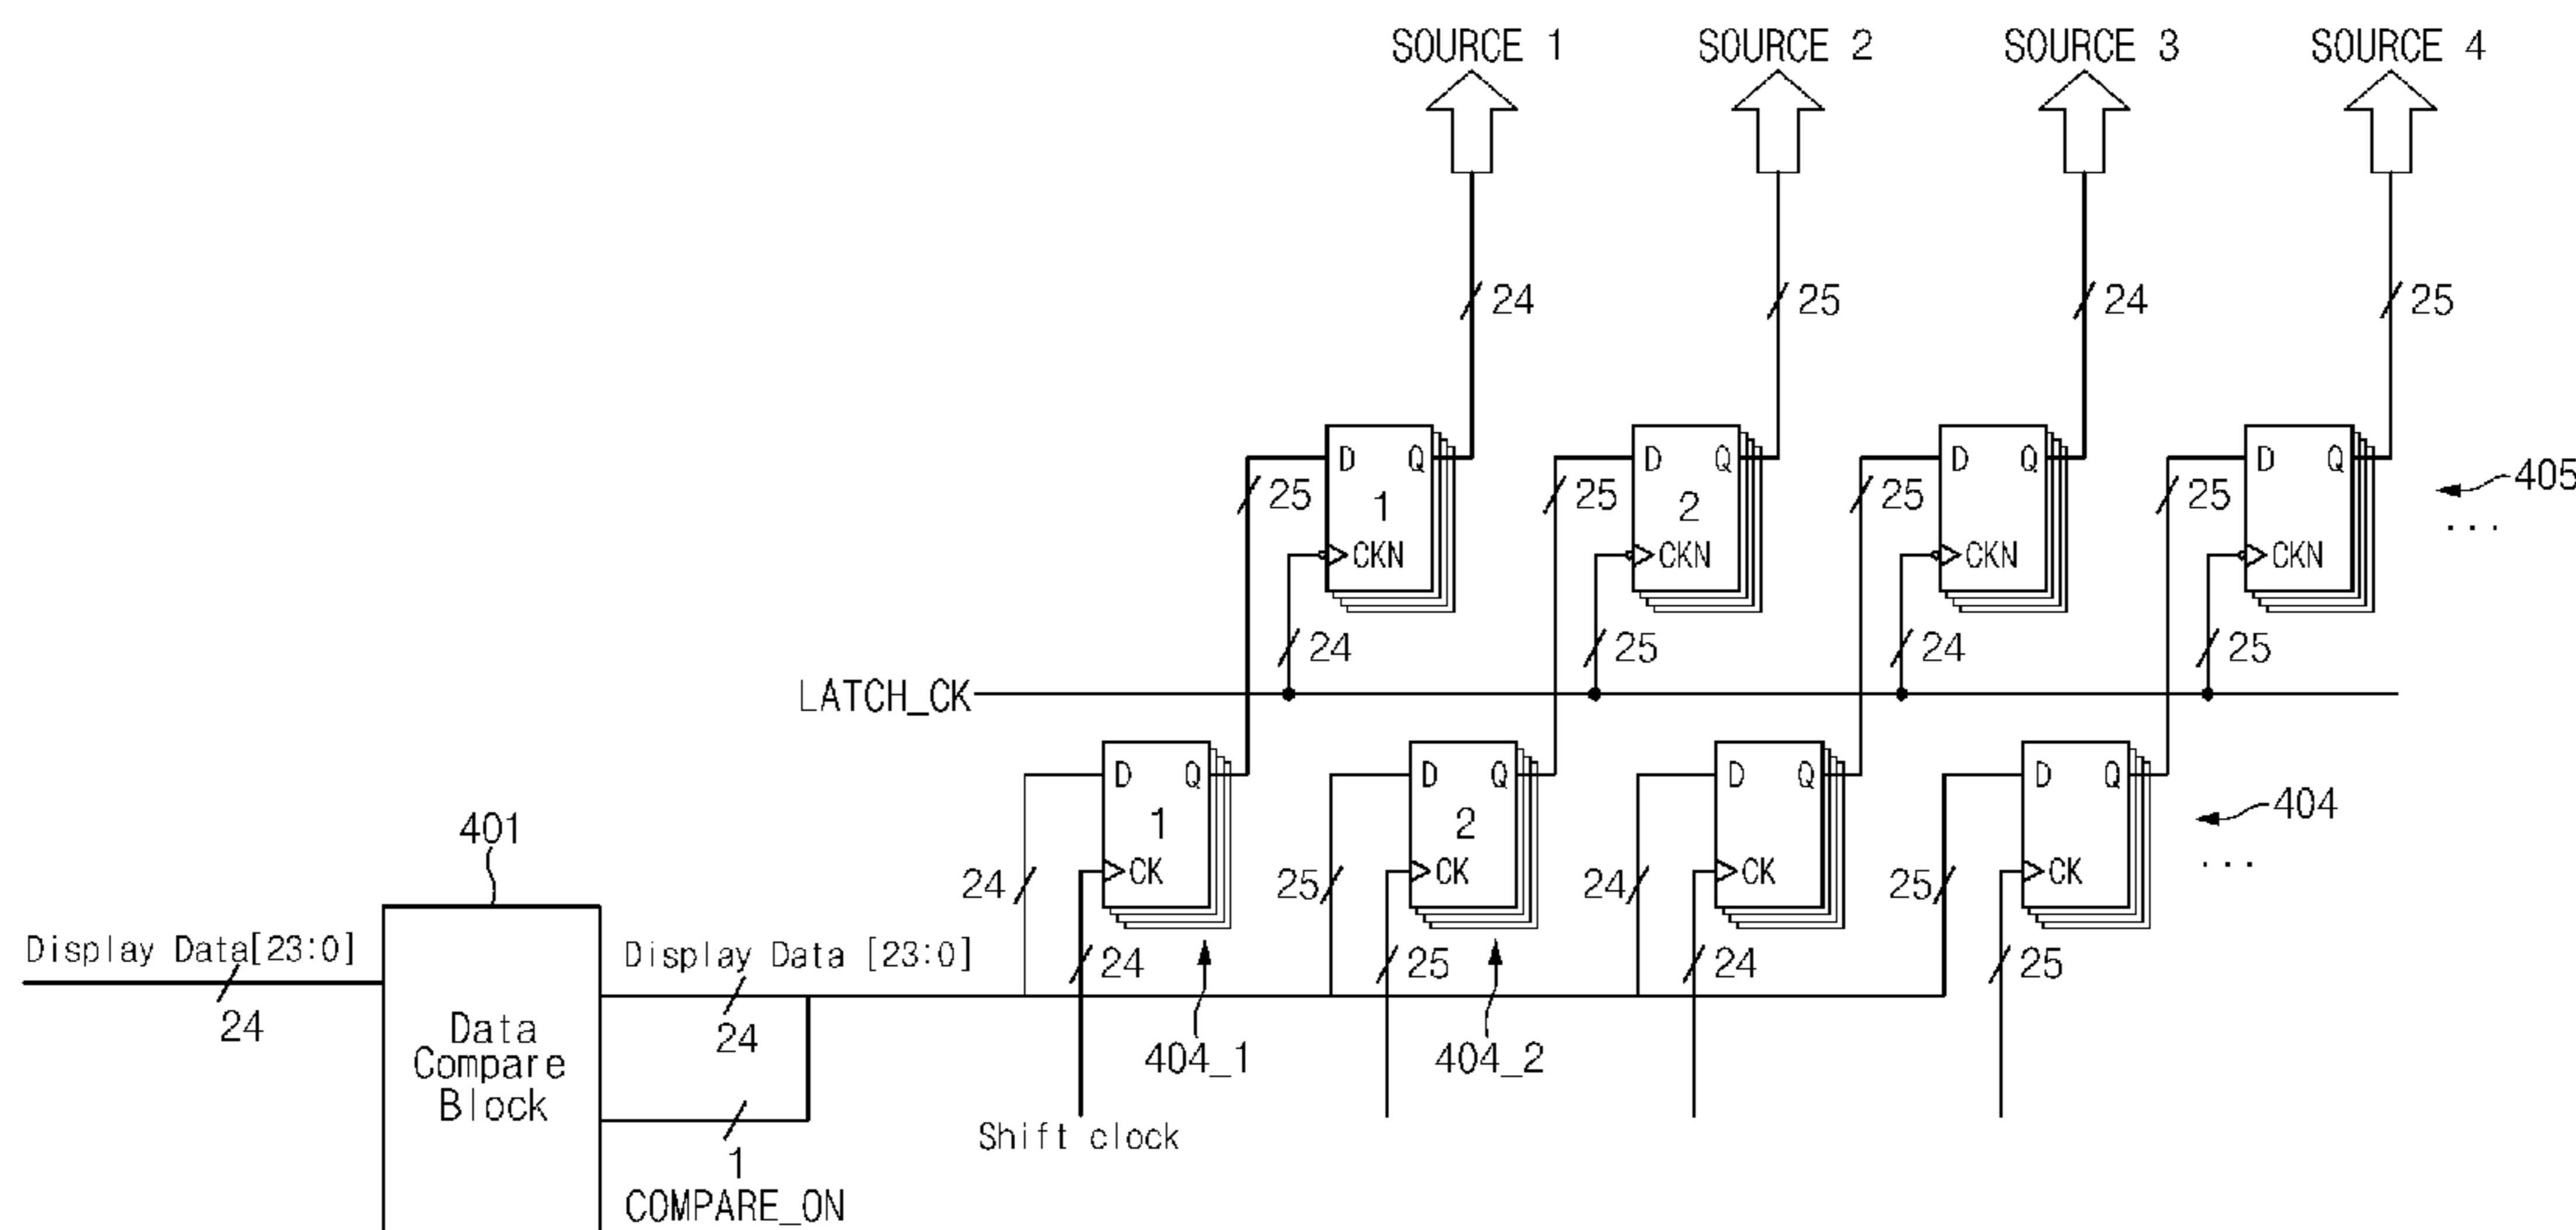 SOURCE 1 SOURCE 2 SOURCE 3 SOURCE 4
24 25 24 25
D Q D Q D Q D Q
25 1 25 2 25 25 405
...
CKN CKN CKN CKN
24 25 24 25
LATCH_CK
D Q D Q D Q D Q
1 2 404
401
24 CK 25 CK 24 CK 25 CK ...
Display Data[23:0] Display Data [23:0] 24 25 24 25
24 Data 24 404_1 404_2
Compare
Block
Shift clock
1
COMPARE_ON